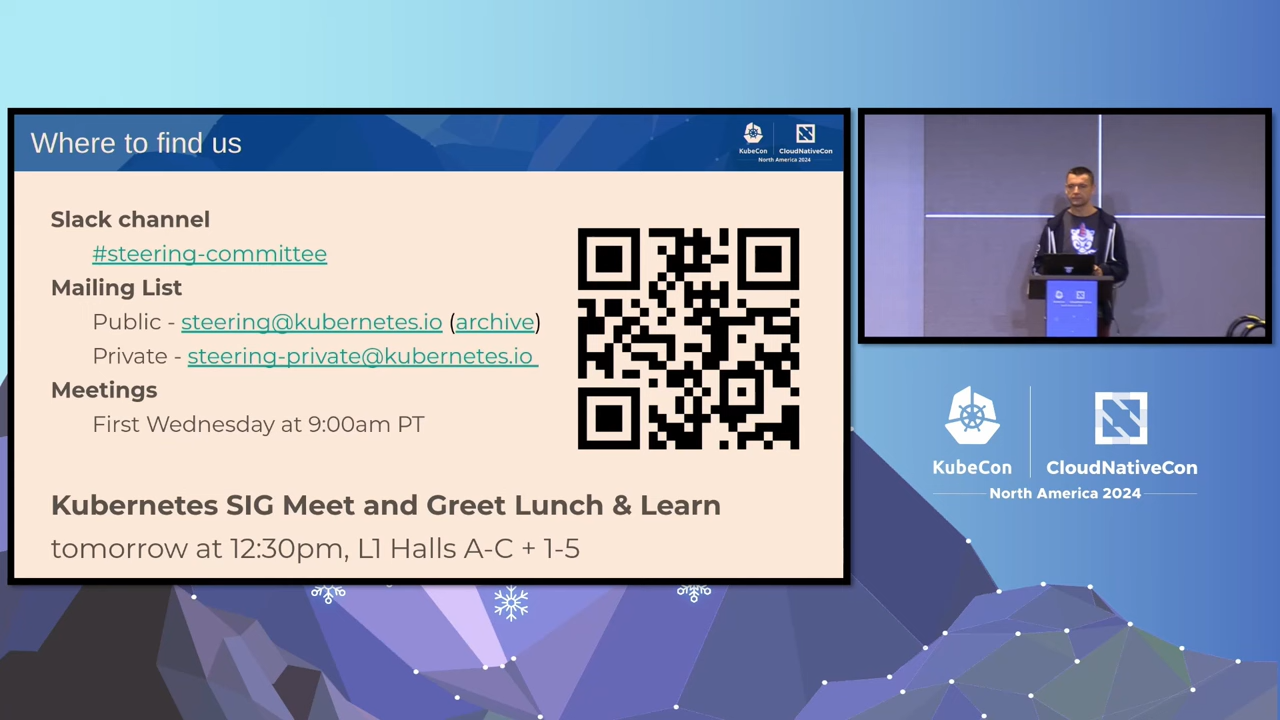 Where to find us
KubeCon
CloudNativeCon
North America 2024
Slack channel
#steering-committee
Mailing List
Public - steering@kubernetes.io (archive)
Private - steering-private@kubernetes.io
Meetings
First Wednesday at 9:00am PT
Kubernetes SIG Meet and Greet Lunch & Learn
tomorrow at 12:30pm, L1 Halls A-C + 1-5
KubeCon
CloudNativeCon
North America 2024